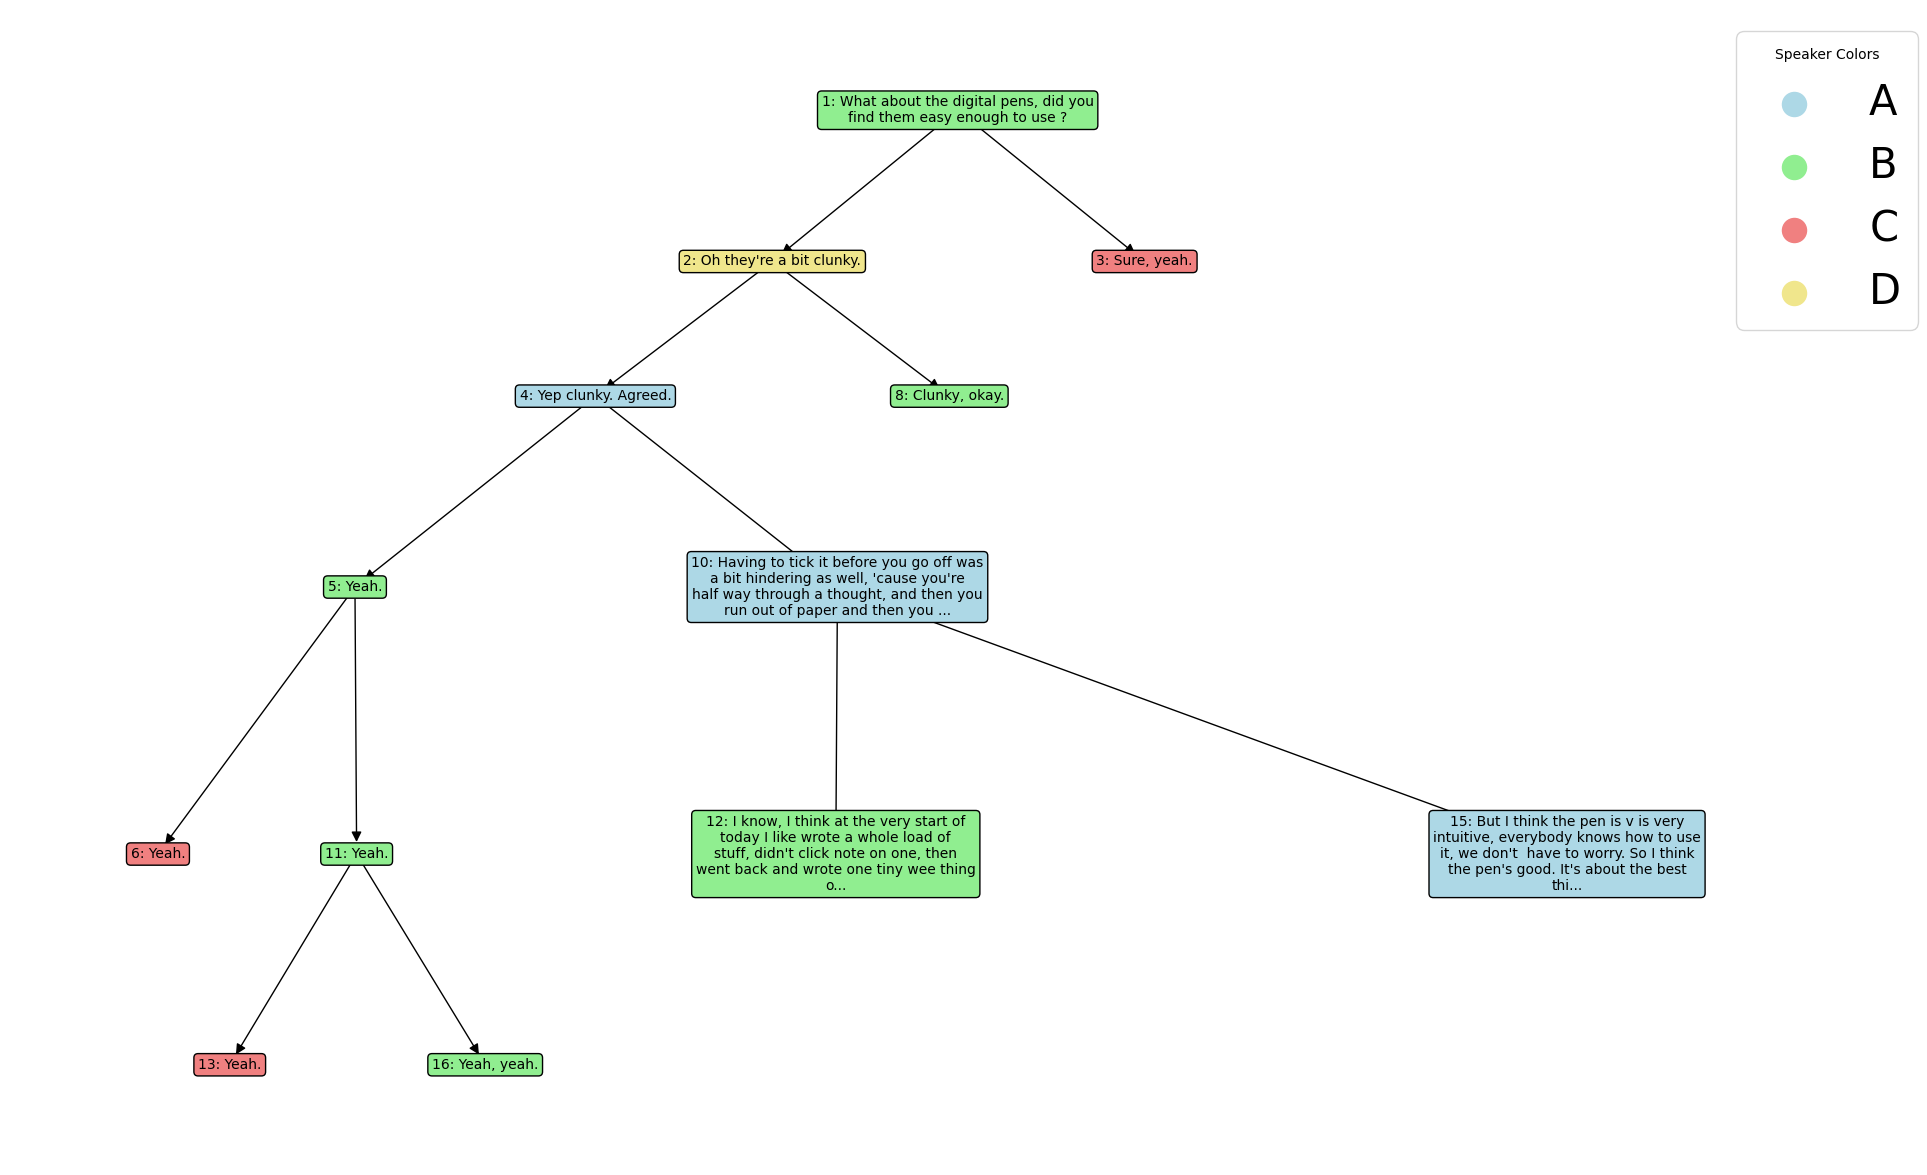 Speaker Colors
A
B
C
D
1: What about the digital pens, did you
find them easy enough to use ?
2: Oh they're a bit clunky.
3: Sure, yeah.
4: Yep clunky. Agreed.
8: Clunky, okay.
5: Yeah.
10: Having to tick it before you go off was
a bit hindering as well, 'cause you're
half way through a thought, and then you
run out of paper and then you ...
6: Yeah.
11: Yeah.
12: I know, I think at the very start of
today I like wrote a whole load of
stuff, didn't click note on one, then
went back and wrote one tiny wee thing
o...
15: But I think the pen is v is very
intuitive, everybody knows how to use
it, we don't  have to worry. So I think
the pen's good. It's about the best
thi...
13: Yeah.
16: Yeah, yeah.